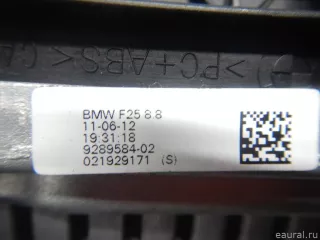 >PC+ABS<
BMW F25 8.8
11-06-12
19:31:18
9289584-02
021929171 (S)
eaural.ru